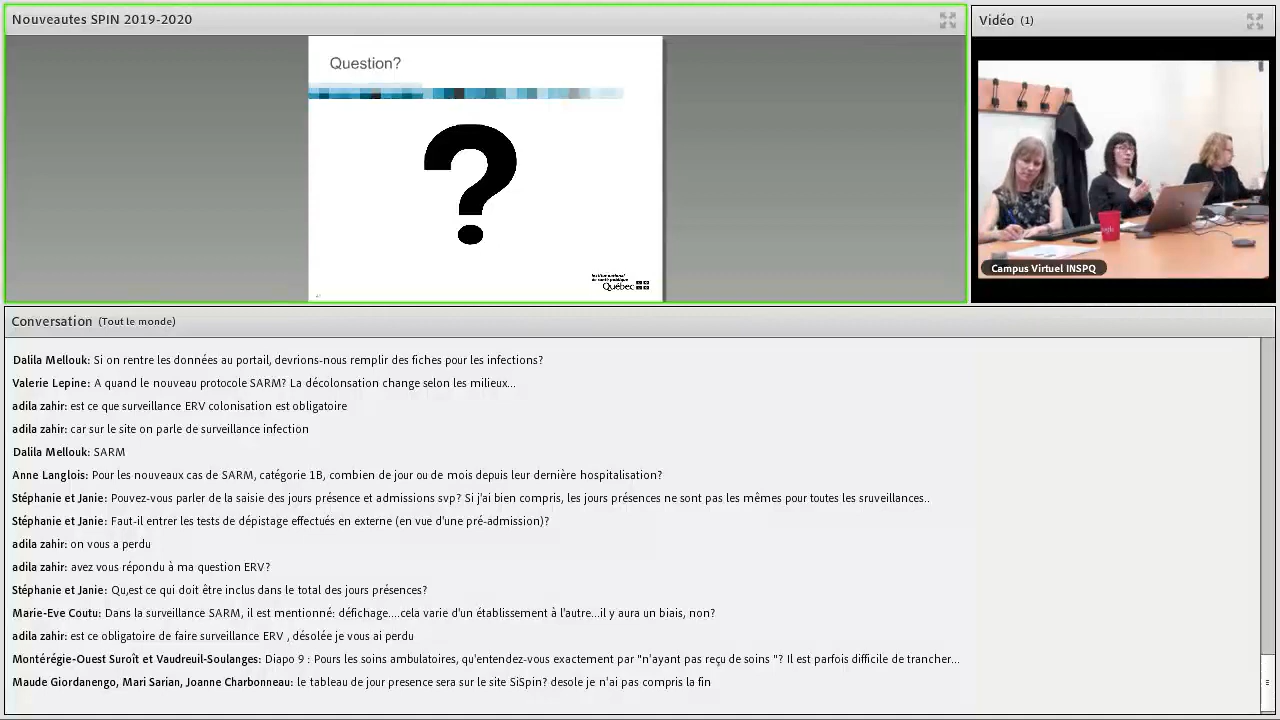 Nouveautes SPIN 2019-2020
Vidéo (1)
Question?
?
Institut national
de santé publique
Québec
Campus Virtuel INSPQ
Conversation (Tout le monde)
Dalila Mellouk: Si on rentre les données au portail, devrions-nous remplir des fiches pour les infections?
Valerie Lepine: A quand le nouveau protocole SARM? La décolonsation change selon les milieux...
adila zahir: est ce que surveillance ERV colonisation est obligatoire
adila zahir: car sur le site on parle de surveillance infection
Dalila Mellouk: SARM
Anne Langlois: Pour les nouveaux cas de SARM, catégorie 1B, combien de jour ou de mois depuis leur dernière hospitalisation?
Stéphanie et Janie: Pouvez-vous parler de la saisie des jours présence et admissions svp? Si j'ai bien compris, les jours présences ne sont pas les mêmes pour toutes les sruveillances..
Stéphanie et Janie: Faut-il entrer les tests de dépistage effectués en externe (en vue d'une pré-admission)?
adila zahir: on vous a perdu
adila zahir: avez vous répondu à ma question ERV?
Stéphanie et Janie: Qu,est ce qui doit être inclus dans le total des jours présences?
Marie-Eve Coutu: Dans la surveillance SARM, il est mentionné: défichage....cela varie d'un établissement à l'autre...il y aura un biais, non?
adila zahir: est ce obligatoire de faire surveillance ERV , désolée je vous ai perdu
Montérégie-Ouest Suroît et Vaudreuil-Soulanges: Diapo 9 : Pours les soins ambulatoires, qu'entendez-vous exactement par "n'ayant pas reçu de soins "? Il est parfois difficile de trancher...
Maude Giordanengo, Mari Sarian, Joanne Charbonneau: le tableau de jour presence sera sur le site SiSpin? desole je n'ai pas compris la fin